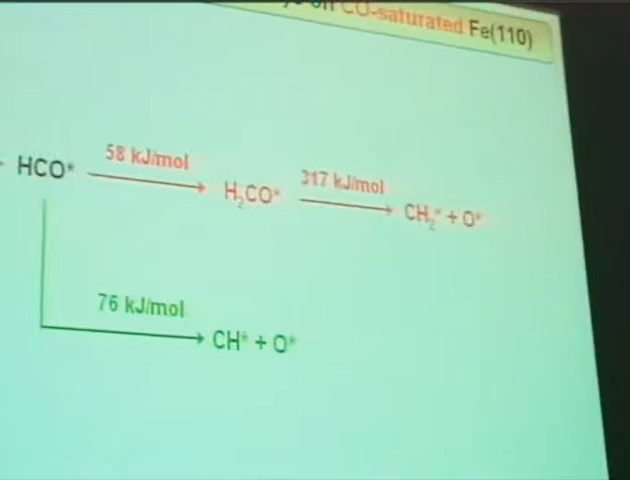 on CO-saturated Fe(110)
58 kJ/mol
317 kJ/mol
HCO* → H₂CO* → CH₂* + O*
76 kJ/mol
CH* + O*